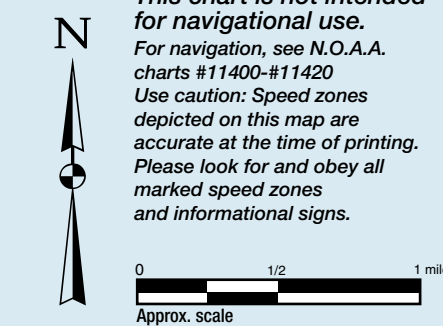 This chart is not intended
for navigational use.
N
For navigation, see N.O.A.A.
charts #11400-#11420
Use caution: Speed zones
depicted on this map are
accurate at the time of printing.
Please look for and obey all
marked speed zones
and informational signs.
0 1/2 1 mile
Approx. scale